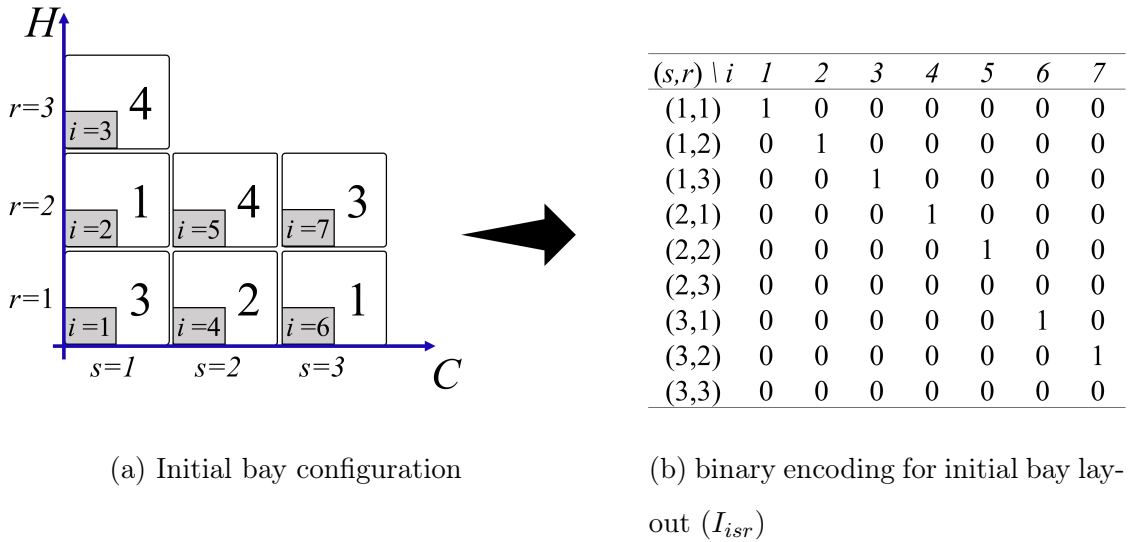 H
r=3
4
i=3
r=2
1
i=2
4
i=5
3
i=7
r=1
3
i=1
2
i=4
1
i=6
s=1 s=2 s=3
C
(a) Initial bay configuration
(s,r) \ i 1 2 3 4 5 6 7
(1,1) 1 0 0 0 0 0 0
(1,2) 0 1 0 0 0 0 0
(1,3) 0 0 1 0 0 0 0
(2,1) 0 0 0 1 0 0 0
(2,2) 0 0 0 0 1 0 0
(2,3) 0 0 0 0 0 0 0
(3,1) 0 0 0 0 0 1 0
(3,2) 0 0 0 0 0 0 1
(3,3) 0 0 0 0 0 0 0
(b) binary encoding for initial bay lay-
out (I_{isr})